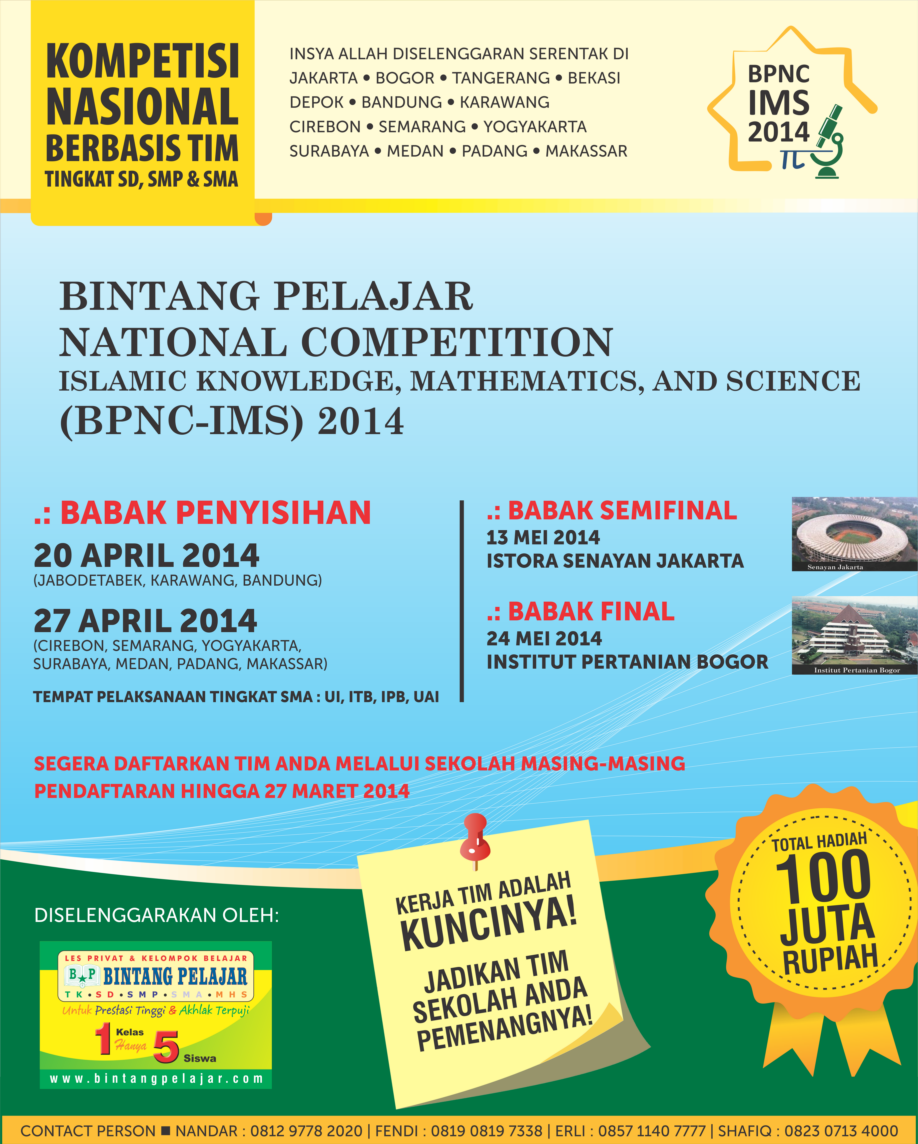 KOMPETISI
NASIONAL
BERBASIS TIM
TINGKAT SD, SMP & SMA
INSYA ALLAH DISELENGGARAN SERENTAK DI
JAKARTA • BOGOR • TANGERANG • BEKASI
DEPOK • BANDUNG • KARAWANG
CIREBON • SEMARANG • YOGYAKARTA
SURABAYA • MEDAN • PADANG • MAKASSAR
BPNC
IMS
2014
π
BINTANG PELAJAR
NATIONAL COMPETITION
ISLAMIC KNOWLEDGE, MATHEMATICS, AND SCIENCE
(BPNC-IMS) 2014
.: BABAK PENYISIHAN
20 APRIL 2014
(JABODETABEK, KARAWANG, BANDUNG)
27 APRIL 2014
(CIREBON, SEMARANG, YOGYAKARTA,
SURABAYA, MEDAN, PADANG, MAKASSAR)
TEMPAT PELAKSANAAN TINGKAT SMA : UI, ITB, IPB, UAI
.: BABAK SEMIFINAL
13 MEI 2014
ISTORA SENAYAN JAKARTA
Senayan Jakarta
.: BABAK FINAL
24 MEI 2014
INSTITUT PERTANIAN BOGOR
Institut Pertanian Bogor
SEGERA DAFTARKAN TIM ANDA MELALUI SEKOLAH MASING-MASING
PENDAFTARAN HINGGA 27 MARET 2014
KERJA TIM ADALAH
KUNCINYA!
JADIKAN TIM
SEKOLAH ANDA
PEMENANGNYA!
TOTAL HADIAH
100
JUTA
RUPIAH
DISELENGGARAKAN OLEH:
LES PRIVAT & KELOMPOK BELAJAR
B★P BINTANG PELAJAR
TK • SD • SMP • SMA • MHS
Untuk Prestasi Tinggi & Akhlak Terpuji
1 Kelas Hanya 5 Siswa
www.bintangpelajar.com
CONTACT PERSON ■ NANDAR : 0812 9778 2020 | FENDI : 0819 0819 7338 | ERLI : 0857 1140 7777 | SHAFIQ : 0823 0713 4000